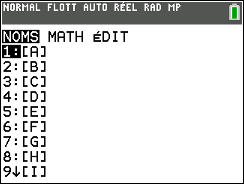 NORMAL FLOTT AUTO RÉEL RAD MP
NOMS MATH ÉDIT
1:[A]
2:[B]
3:[C]
4:[D]
5:[E]
6:[F]
7:[G]
8:[H]
9↓[I]